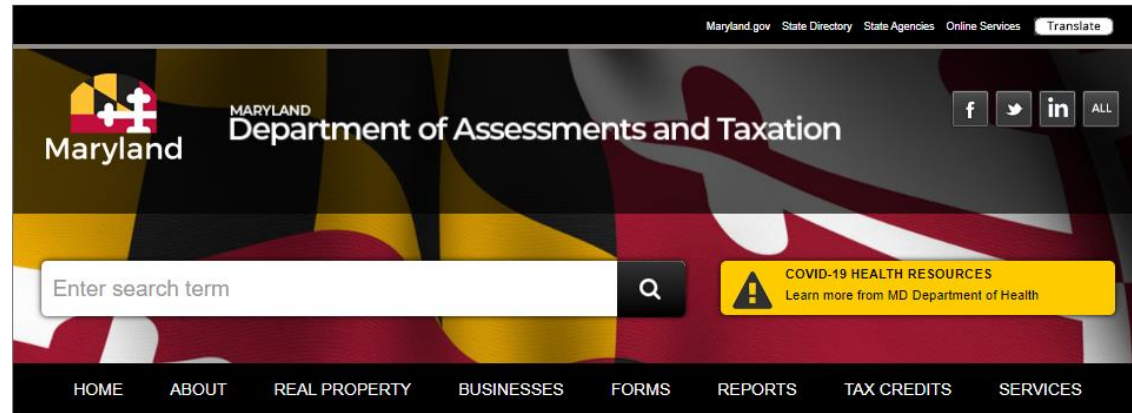 Maryland.gov State Directory State Agencies Online Services Translate
Maryland
MARYLAND
Department of Assessments and Taxation
f in ALL
Enter search term
COVID-19 HEALTH RESOURCES
Learn more from MD Department of Health
HOME ABOUT REAL PROPERTY BUSINESSES FORMS REPORTS TAX CREDITS SERVICES